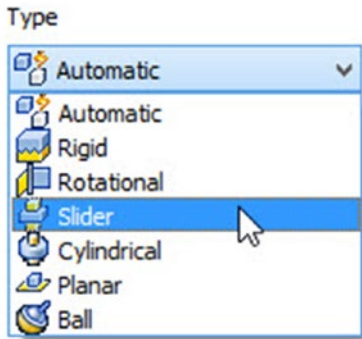 Type
Automatic
Automatic
Rigid
Rotational
Slider
Cylindrical
Planar
Ball